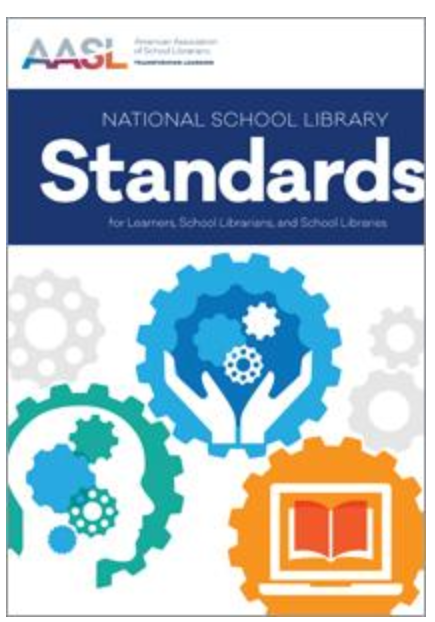 AASL
American Association
of School Librarians
TRANSFORMING LEARNING
NATIONAL SCHOOL LIBRARY
Standards
for Learners, School Librarians, and School Libraries